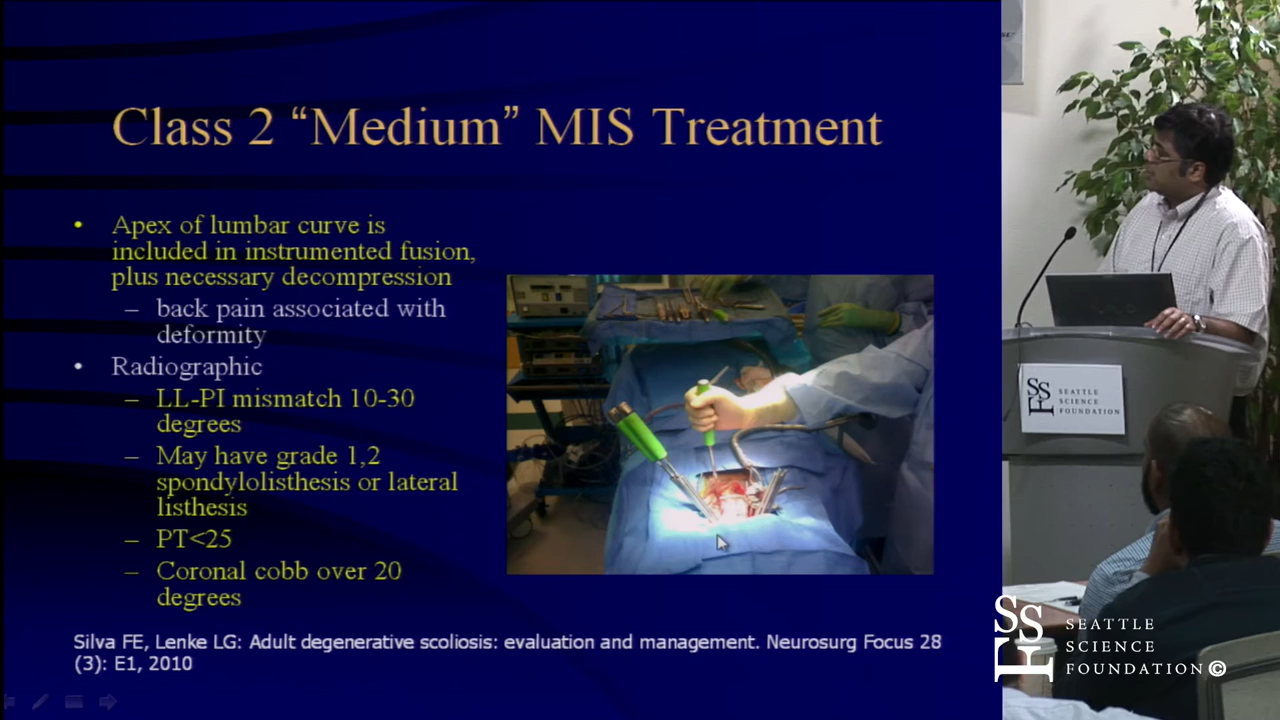 Class 2 “Medium” MIS Treatment
• Apex of lumbar curve is
included in instrumented fusion,
plus necessary decompression
– back pain associated with
deformity
• Radiographic
– LL-PI mismatch 10-30
degrees
– May have grade 1,2
spondylolisthesis or lateral
listhesis
– PT<25
– Coronal cobb over 20
degrees
Silva FE, Lenke LG: Adult degenerative scoliosis: evaluation and management. Neurosurg Focus 28
(3): E1, 2010
SSF
SEATTLE
SCIENCE
FOUNDATION
SSF
SEATTLE
SCIENCE
FOUNDATION©